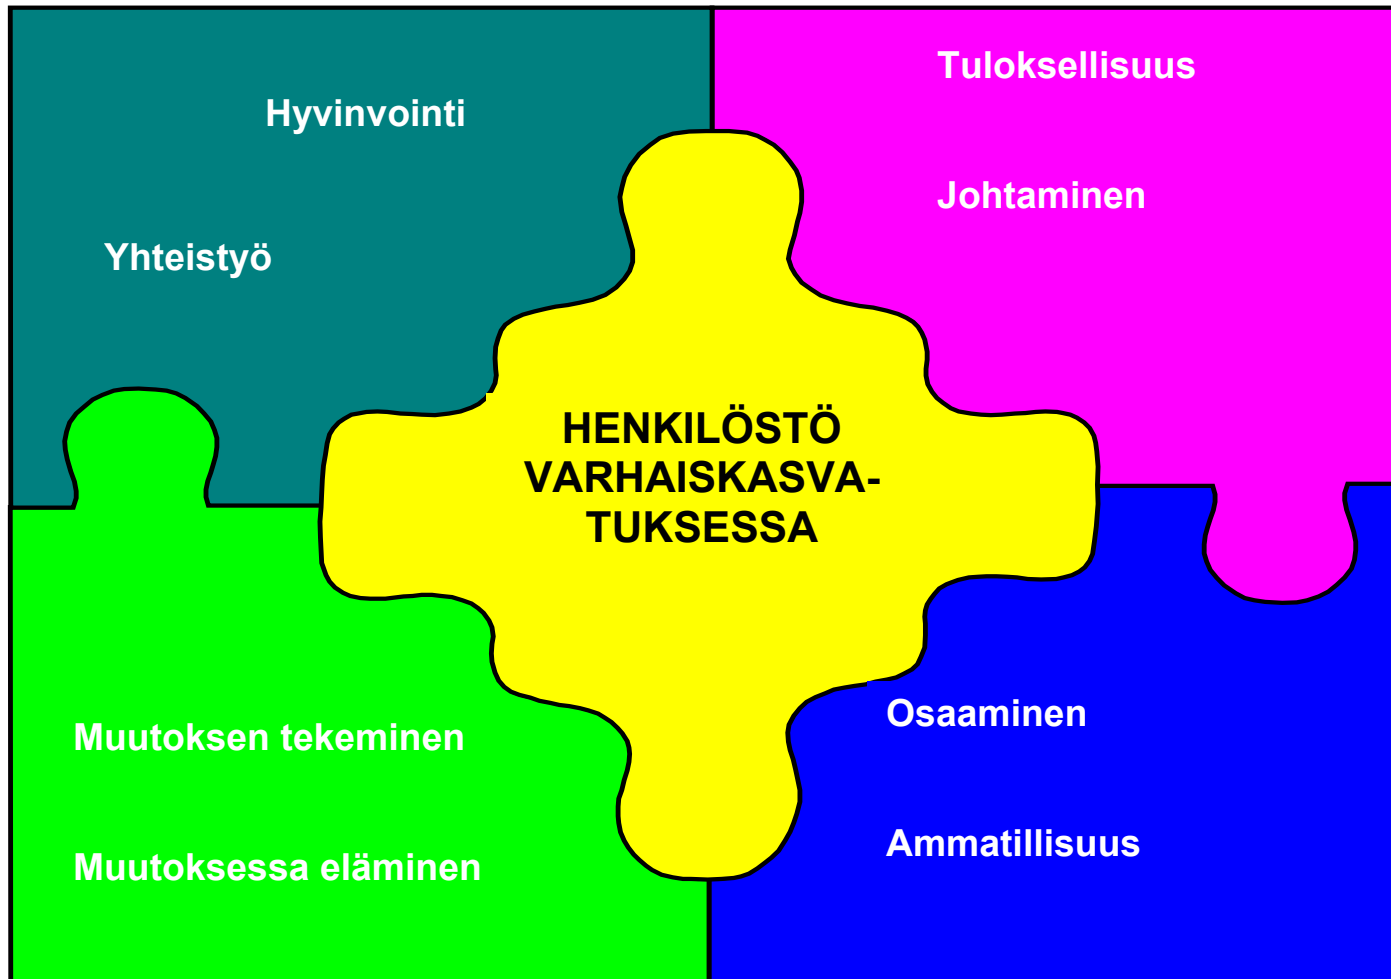 Hyvinvointi
Yhteistyö
Tuloksellisuus
Johtaminen
HENKILÖSTÖ
VARHAISKASVA-
TUKSESSA
Muutoksen tekeminen
Muutoksessa eläminen
Osaaminen
Ammatillisuus